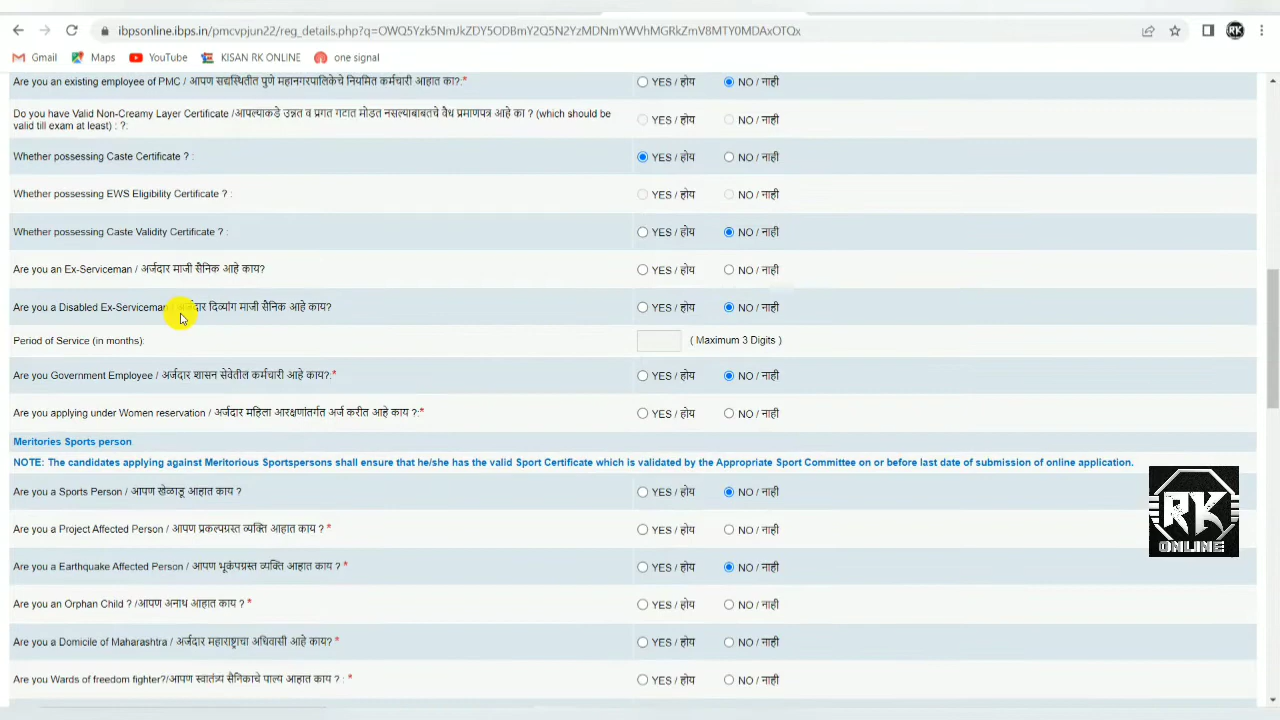 ibpsonline.ibps.in/pmcvpjun22/reg_details.php?q=OWQ5Yzk5NmJkZDY5ODBmY2Q5N2YzMDNmYWVhMGRkZmV8MTY0MDAxOTQx
RK
Gmail Maps YouTube KISAN RK ONLINE one signal
Are you an existing employee of PMC / आपण सद्यस्थितीत पुणे महानगरपालिकेचे नियमित कर्मचारी आहात का?:* YES / होय NO / नाही
Do you have Valid Non-Creamy Layer Certificate /आपल्याकडे उन्नत व प्रगत गटात मोडत नसल्याबाबतचे वैध प्रमाणपत्र आहे का ? (which should
valid till exam at least) : ?: YES / होय NO / नाही
Whether possessing Caste Certificate ? : YES / होय NO / नाही
Whether possessing EWS Eligibility Certificate ? : YES / होय NO / नाही
Whether possessing Caste Validity Certificate ? : YES / होय NO / नाही
Are you an Ex-Serviceman / अर्जदार माजी सैनिक आहे काय? YES / होय NO / नाही
Are you a Disabled Ex-Serviceman / अर्जदार दिव्यांग माजी सैनिक आहे काय? YES / होय NO / नाही
Period of Service (in months): ( Maximum 3 Digits )
Are you Government Employee / अर्जदार शासन सेवेतील कर्मचारी आहे काय?:* YES / होय NO / नाही
Are you applying under Women reservation / अर्जदार महिला आरक्षणांतर्गत अर्ज करीत आहे काय ?:* YES / होय NO / नाही
Meritories Sports person
NOTE: The candidates applying against Meritorious Sportspersons shall ensure that he/she has the valid Sport Certificate which is validated by the Appropriate Sport Committee on or before last date of submission of online application.
Are you a Sports Person / आपण खेळाडू आहात काय ? YES / होय NO / नाही
Are you a Project Affected Person / आपण प्रकल्पग्रस्त व्यक्ति आहात काय ? * YES / होय NO / नाही
Are you a Earthquake Affected Person / आपण भूकंपग्रस्त व्यक्ति आहात काय ? * YES / होय NO / नाही
Are you an Orphan Child ? /आपण अनाथ आहात काय ? * YES / होय NO / नाही
Are you a Domicile of Maharashtra / अर्जदार महाराष्ट्राचा अधिवासी आहे काय? * YES / होय NO / नाही
Are you Wards of freedom fighter?/आपण स्वातंत्र्य सैनिकाचे पाल्य आहात काय ? : * YES / होय NO / नाही
RK
ONLINE